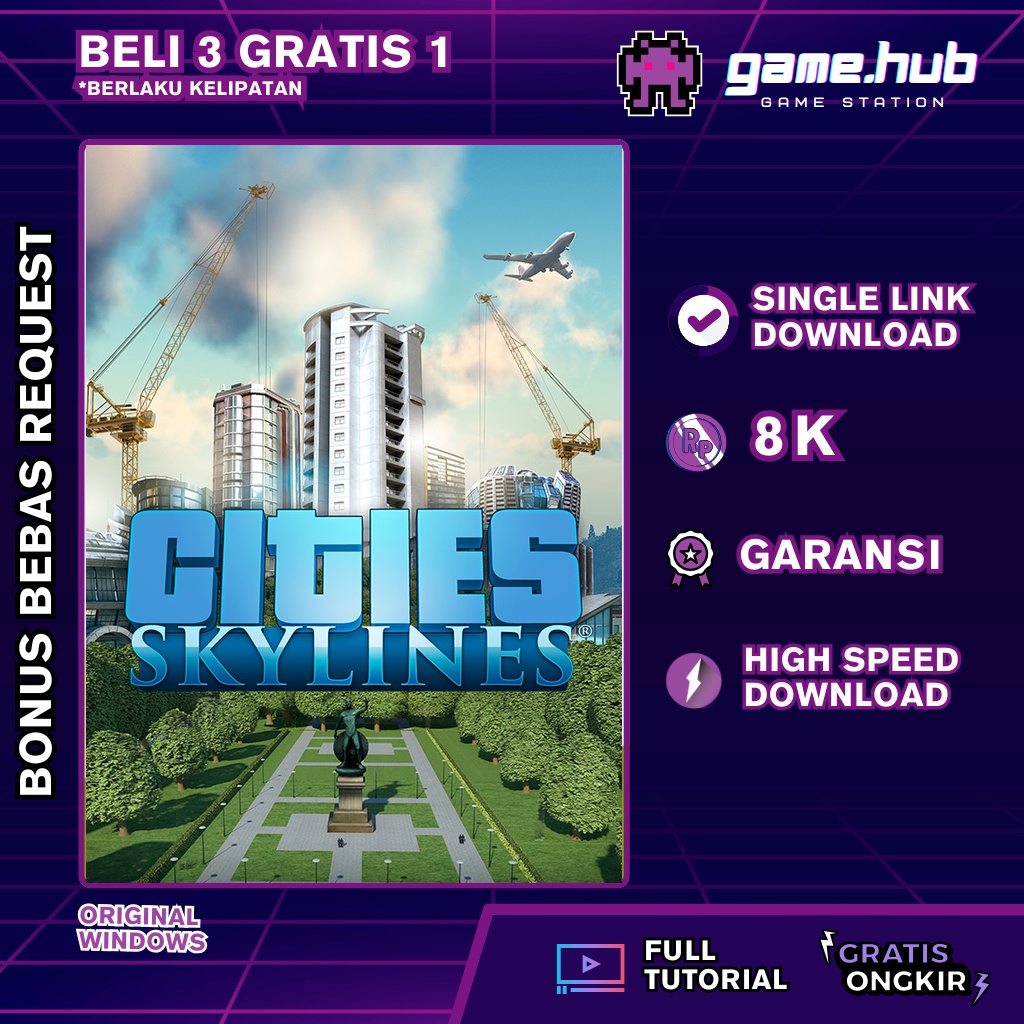 BELI 3 GRATIS 1
*BERLAKU KELIPATAN
game.hub
GAME STATION
BONUS BEBAS REQUEST
CITIES
SKYLINES®
SINGLE LINK
DOWNLOAD
RP
8K
GARANSI
HIGH SPEED
DOWNLOAD
ORIGINAL
WINDOWS
FULL
TUTORIAL
GRATIS
ONGKIR